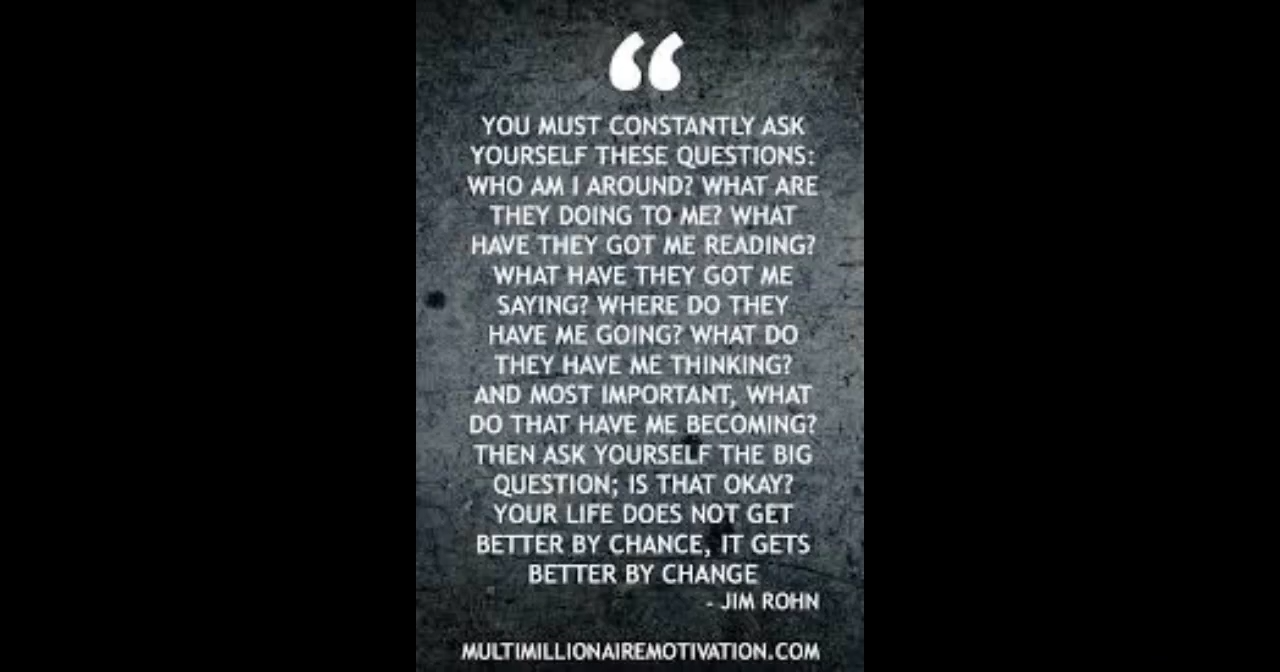 “
YOU MUST CONSTANTLY ASK
YOURSELF THESE QUESTIONS:
WHO AM I AROUND? WHAT ARE
THEY DOING TO ME? WHAT
HAVE THEY GOT ME READING?
WHAT HAVE THEY GOT ME
SAYING? WHERE DO THEY
HAVE ME GOING? WHAT DO
THEY HAVE ME THINKING?
AND MOST IMPORTANT, WHAT
DO THAT HAVE ME BECOMING?
THEN ASK YOURSELF THE BIG
QUESTION; IS THAT OKAY?
YOUR LIFE DOES NOT GET
BETTER BY CHANCE, IT GETS
BETTER BY CHANGE
- JIM ROHN
MULTIMILLIONAIREMOTIVATION.COM